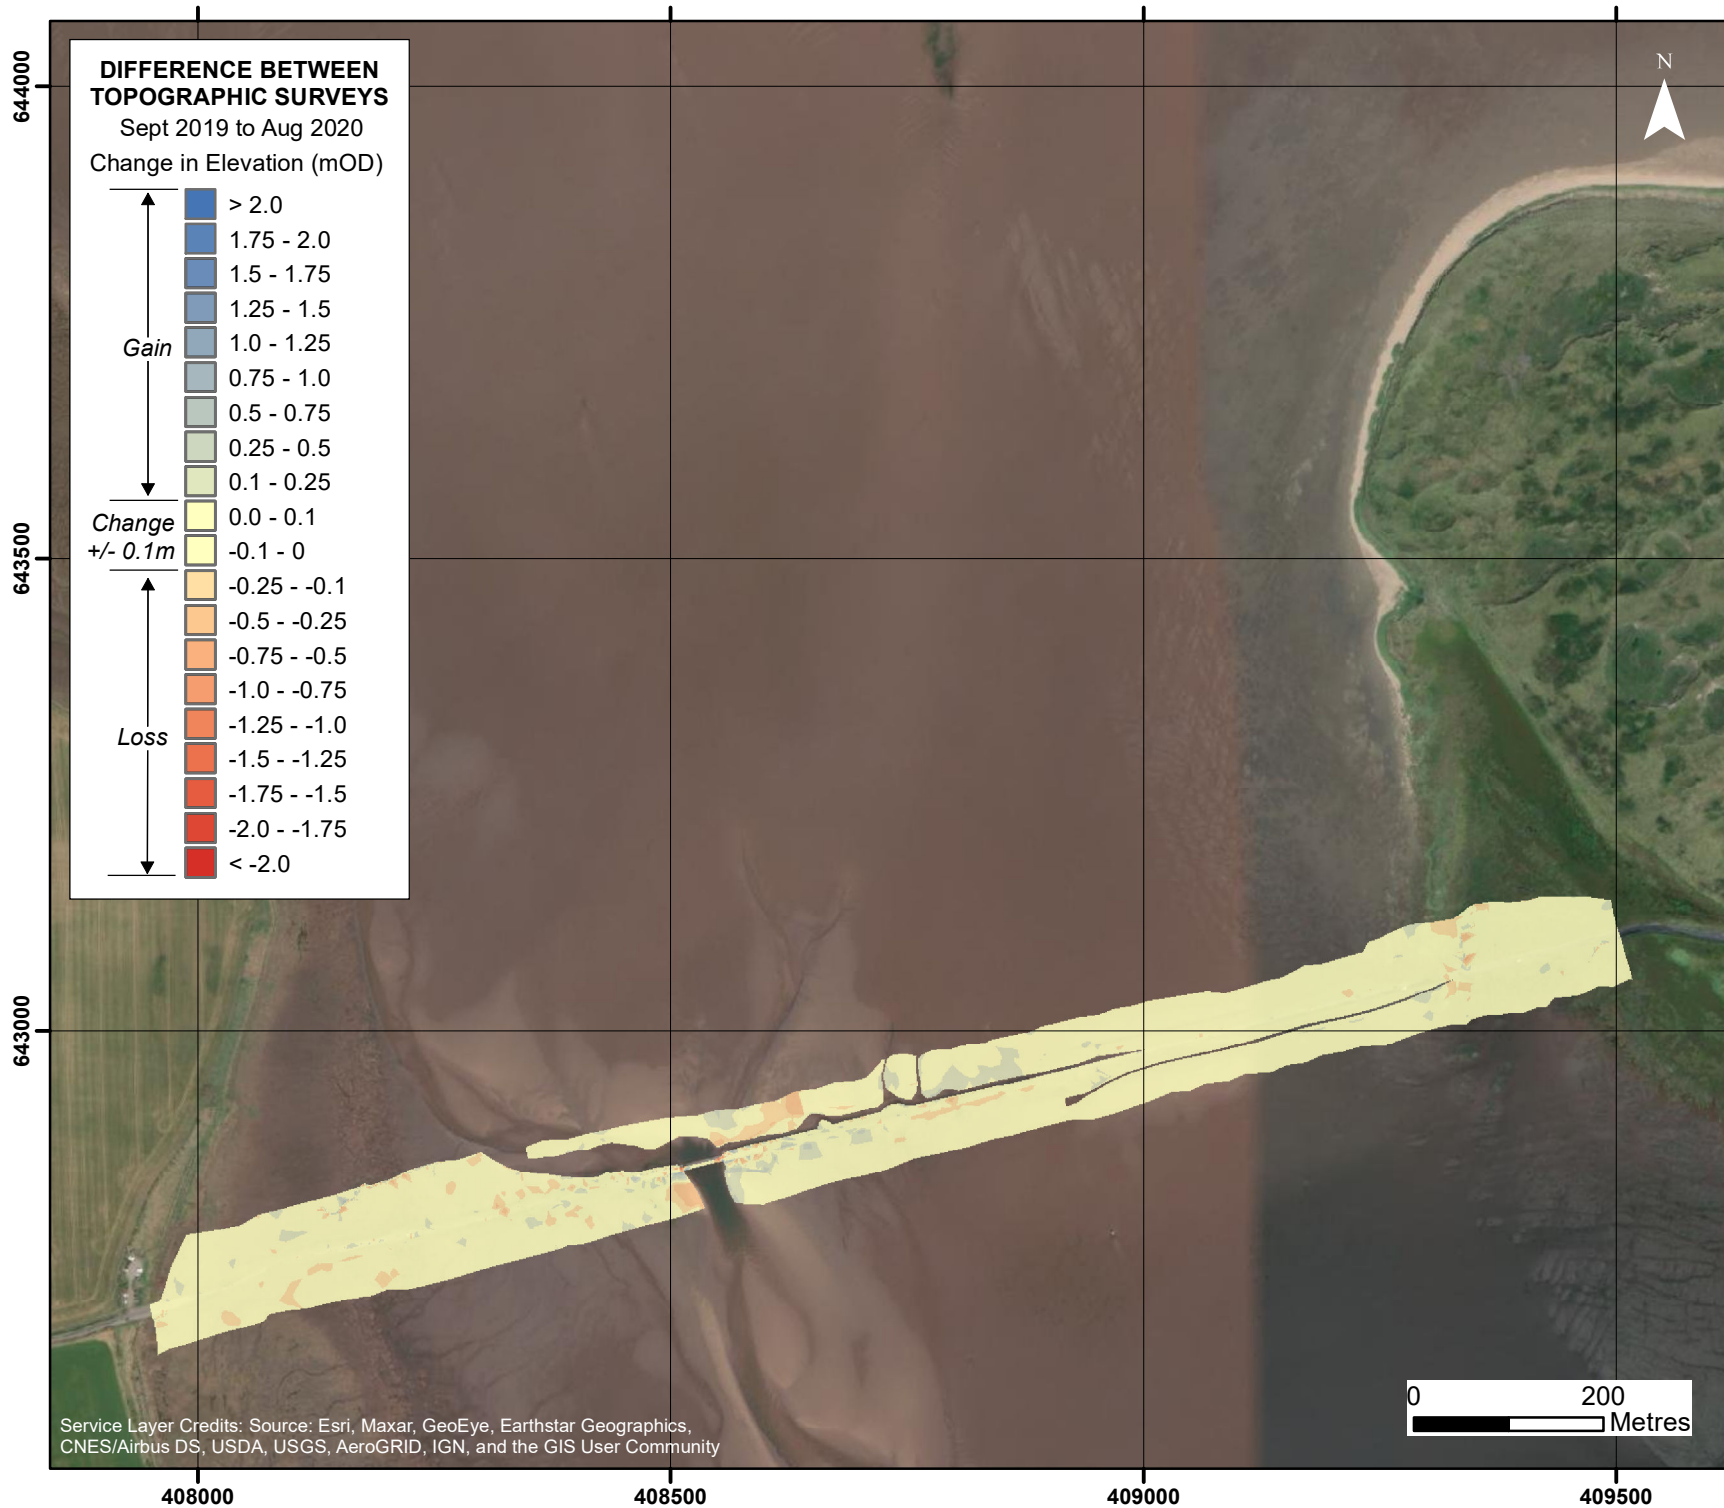 DIFFERENCE BETWEEN
TOPOGRAPHIC SURVEYS
Sept 2019 to Aug 2020
Change in Elevation (mOD)
> 2.0
1.75 - 2.0
1.5 - 1.75
1.25 - 1.5
1.0 - 1.25
Gain
0.75 - 1.0
0.5 - 0.75
0.25 - 0.5
0.1 - 0.25
0.0 - 0.1
Change
+/- 0.1m
-0.1 - 0
-0.25 - -0.1
-0.5 - -0.25
-0.75 - -0.5
-1.0 - -0.75
-1.25 - -1.0
Loss
-1.5 - -1.25
-1.75 - -1.5
-2.0 - -1.75
< -2.0
N
644000
643500
643000
0 200
Metres
Service Layer Credits: Source: Esri, Maxar, GeoEye, Earthstar Geographics,
CNES/Airbus DS, USDA, USGS, AeroGRID, IGN, and the GIS User Community
408000 408500 409000 409500